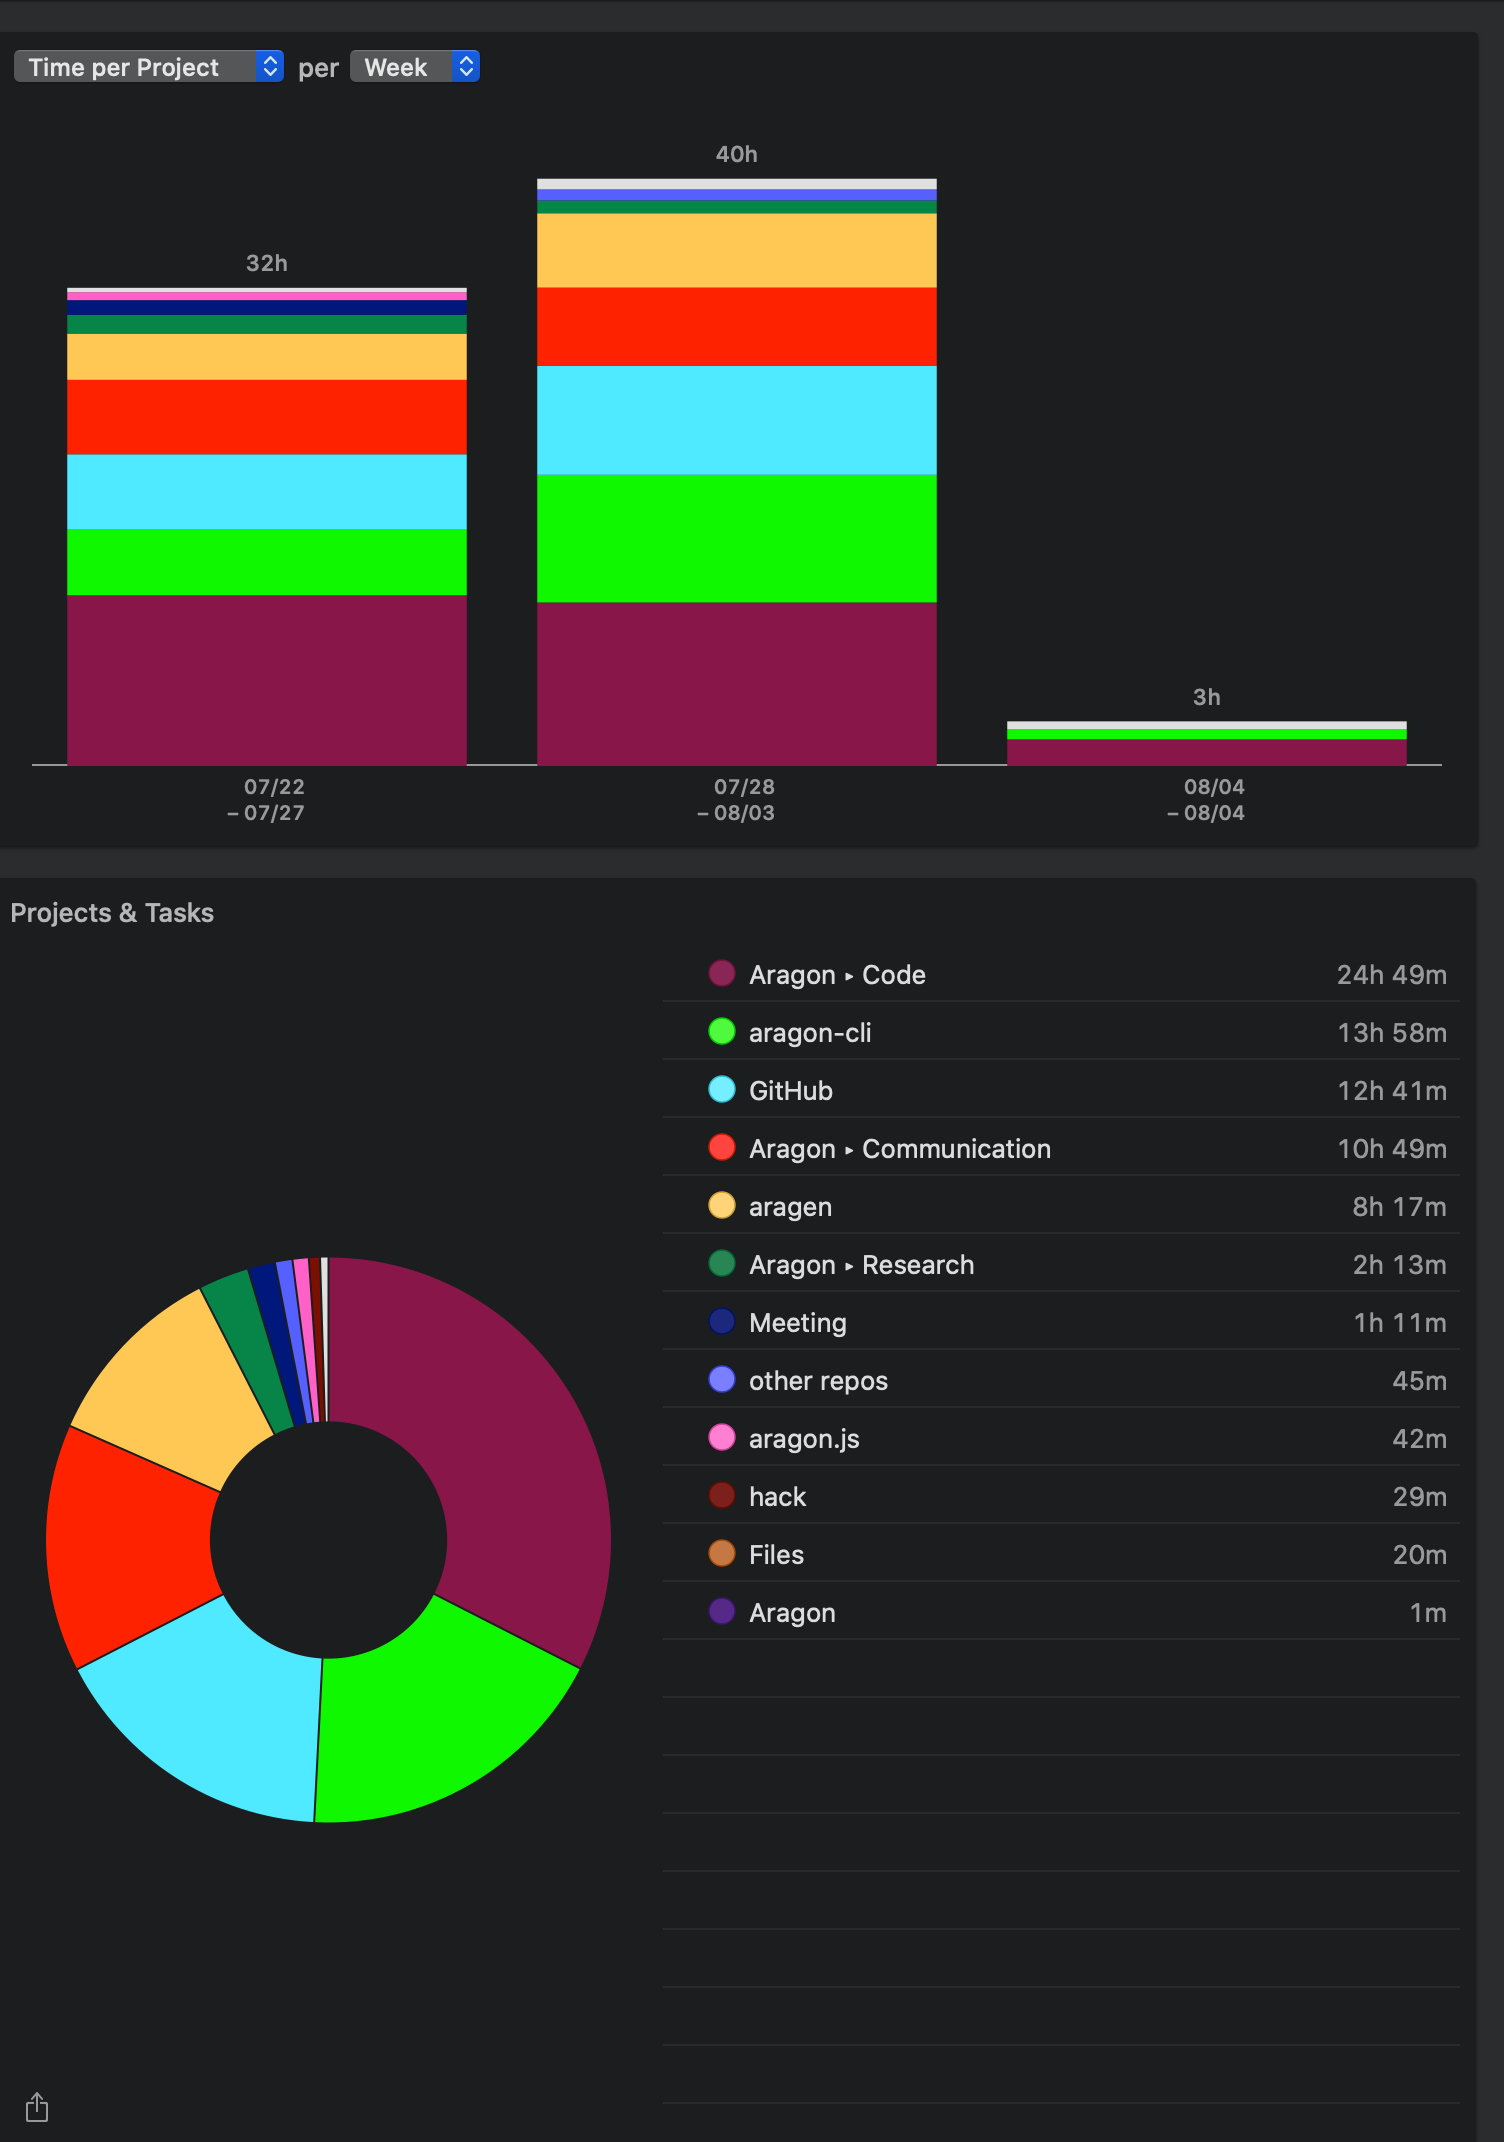 Time per Project per Week
40h
32h
3h
07/22 07/28 08/04
– 07/27 – 08/03 – 08/04
Projects & Tasks
Aragon ▸ Code 24h 49m
aragon-cli 13h 58m
GitHub 12h 41m
Aragon ▸ Communication 10h 49m
aragen 8h 17m
Aragon ▸ Research 2h 13m
Meeting 1h 11m
other repos 45m
aragon.js 42m
hack 29m
Files 20m
Aragon 1m